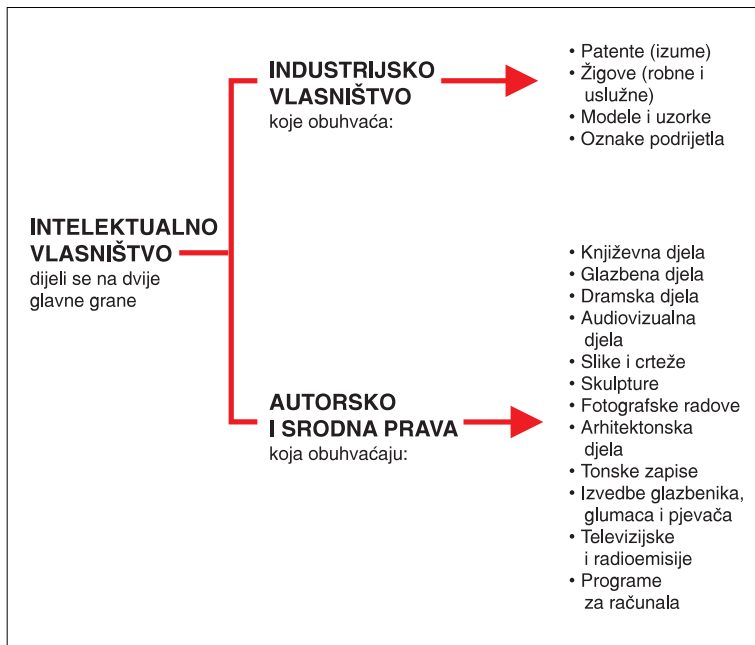 INTELEKTUALNO
VLASNIŠTVO
dijeli se na dvije
glavne grane
INDUSTRIJSKO
VLASNIŠTVO
koje obuhvaća:
• Patente (izume)
• Žigove (robne i
uslužne)
• Modele i uzorke
• Oznake podrijetla
AUTORSKO
I SRODNA PRAVA
koja obuhvaćaju:
• Književna djela
• Glazbena djela
• Dramska djela
• Audiovizualna
djela
• Slike i crteže
• Skulpture
• Fotografske radove
• Arhitektonska
djela
• Tonske zapise
• Izvedbe glazbenika,
glumaca i pjevača
• Televizijske
i radioemisije
• Programe
za računala